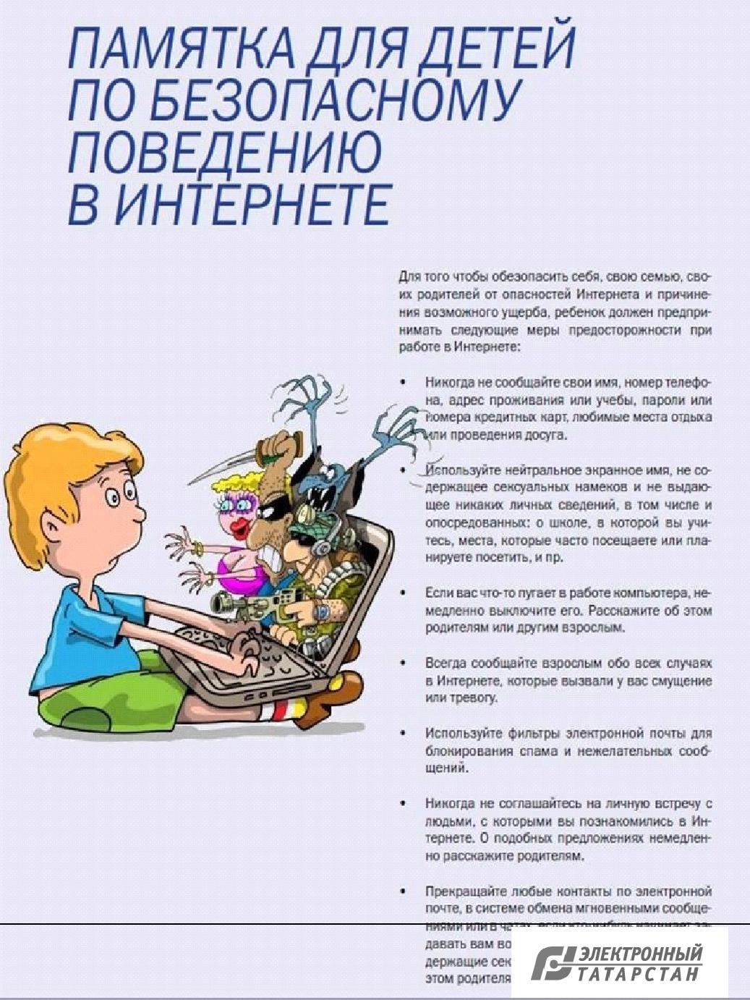 ПАМЯТКА ДЛЯ ДЕТЕЙ
ПО БЕЗОПАСНОМУ
ПОВЕДЕНИЮ
В ИНТЕРНЕТЕ
Для того чтобы обезопасить себя, свою семью, сво-
их родителей от опасностей Интернета и причине-
ния возможного ущерба, ребенок должен предпри-
нимать следующие меры предосторожности при
работе в Интернете:
• Никогда не сообщайте свои имя, номер телефо-
на, адрес проживания или учебы, пароли или
номера кредитных карт, любимые места отдыха
или проведения досуга.
• Используйте нейтральное экранное имя, не со-
держащее сексуальных намеков и не выдаю-
щее никаких личных сведений, в том числе и
опосредованных: о школе, в которой вы учи-
тесь, места, которые часто посещаете или пла-
нируете посетить, и пр.
• Если вас что-то пугает в работе компьютера, не-
медленно выключите его. Расскажите об этом
родителям или другим взрослым.
• Всегда сообщайте взрослым обо всех случаях
в Интернете, которые вызвали у вас смущение
или тревогу.
• Используйте фильтры электронной почты для
блокирования спама и нежелательных сооб-
щений.
• Никогда не соглашайтесь на личную встречу с
людьми, с которыми вы познакомились в Ин-
тернете. О подобных предложениях немедлен-
но расскажите родителям.
• Прекращайте любые контакты по электронной
почте, в системе обмена мгновенными сообще-
ниями или в чатах, если кто-нибудь начинает за-
давать вам во
держащие сек
этом родителя
ЭЛЕКТРОННЫЙ
ТАТАРСТАН